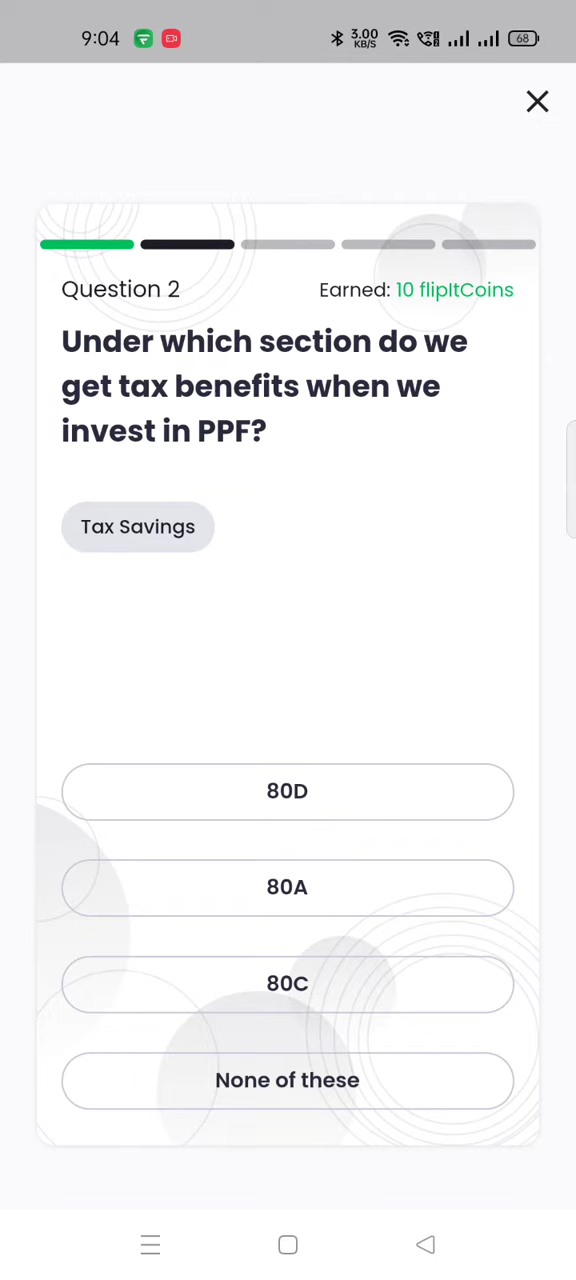 9:04
3.00
KB/S
68
Question 2
Earned: 10 flipItCoins
Under which section do we
get tax benefits when we
invest in PPF?
Tax Savings
80D
80A
80C
None of these